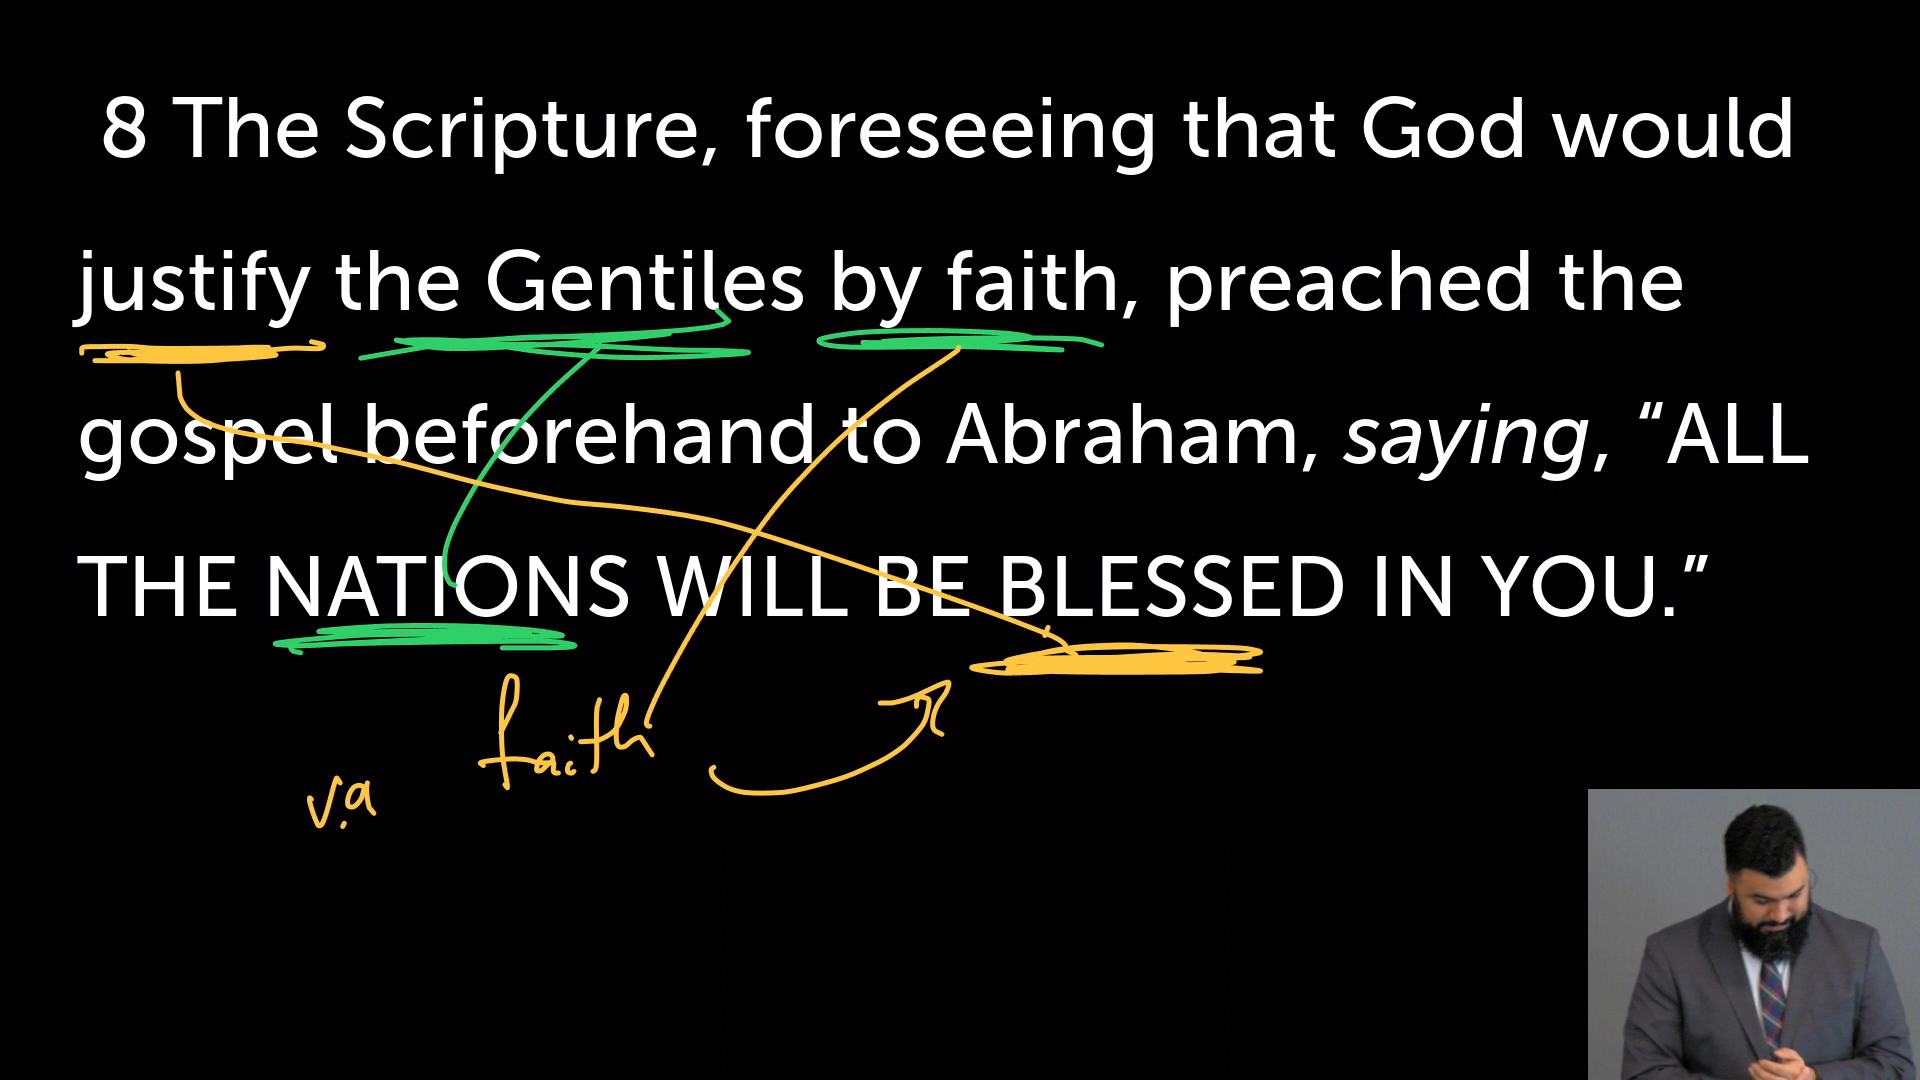 8 The Scripture, foreseeing that God would
justify the Gentiles by faith, preached the
gospel beforehand to Abraham, saying, “ALL
THE NATIONS WILL BE BLESSED IN YOU.”
faith
via